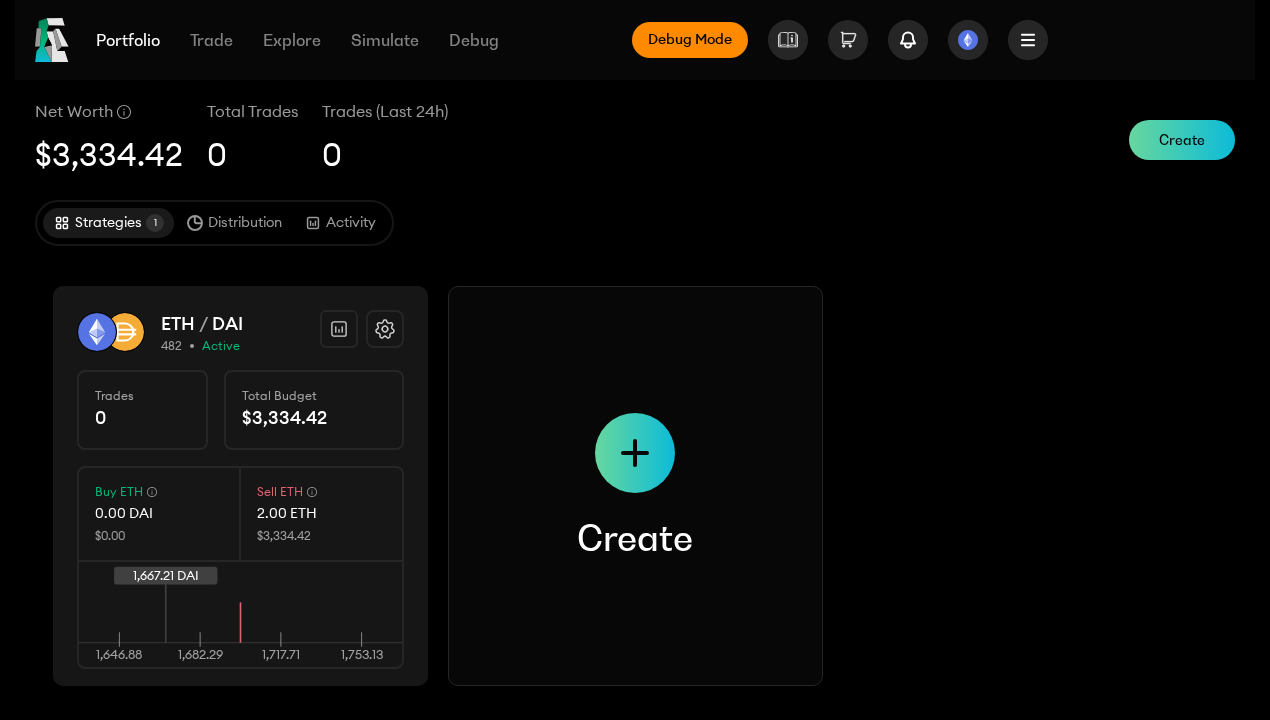 Portfolio Trade Explore Simulate Debug Debug Mode
Net Worth Total Trades Trades (Last 24h)
$3,334.42 0 0
Create
Strategies 1 Distribution Activity
ETH / DAI
482 • Active
Trades Total Budget
0 $3,334.42
Buy ETH Sell ETH
0.00 DAI 2.00 ETH
$0.00 $3,334.42
1,667.21 DAI
1,646.88 1,682.29 1,717.71 1,753.13
Create